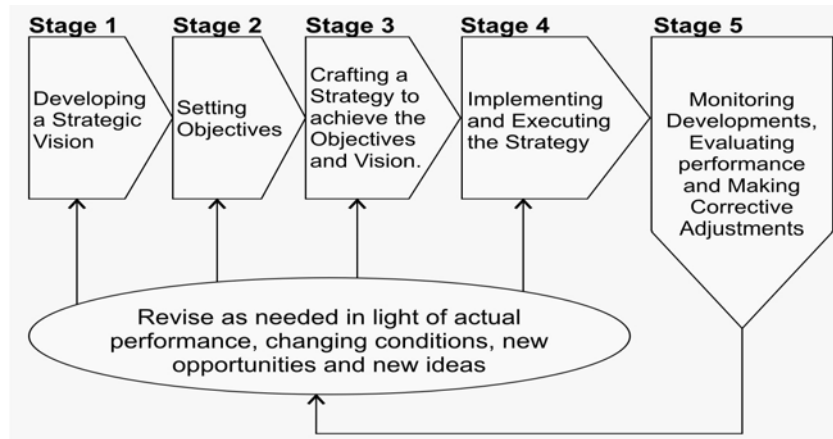 Stage 1
Stage 2
Stage 3
Stage 4
Stage 5
Developing
a Strategic
Vision
Setting
Objectives
Crafting a
Strategy to
achieve the
Objectives
and Vision.
Implementing
and Executing
the Strategy
Monitoring
Developments,
Evaluating
performance
and Making
Corrective
Adjustments
Revise as needed in light of actual
performance, changing conditions, new
opportunities and new ideas